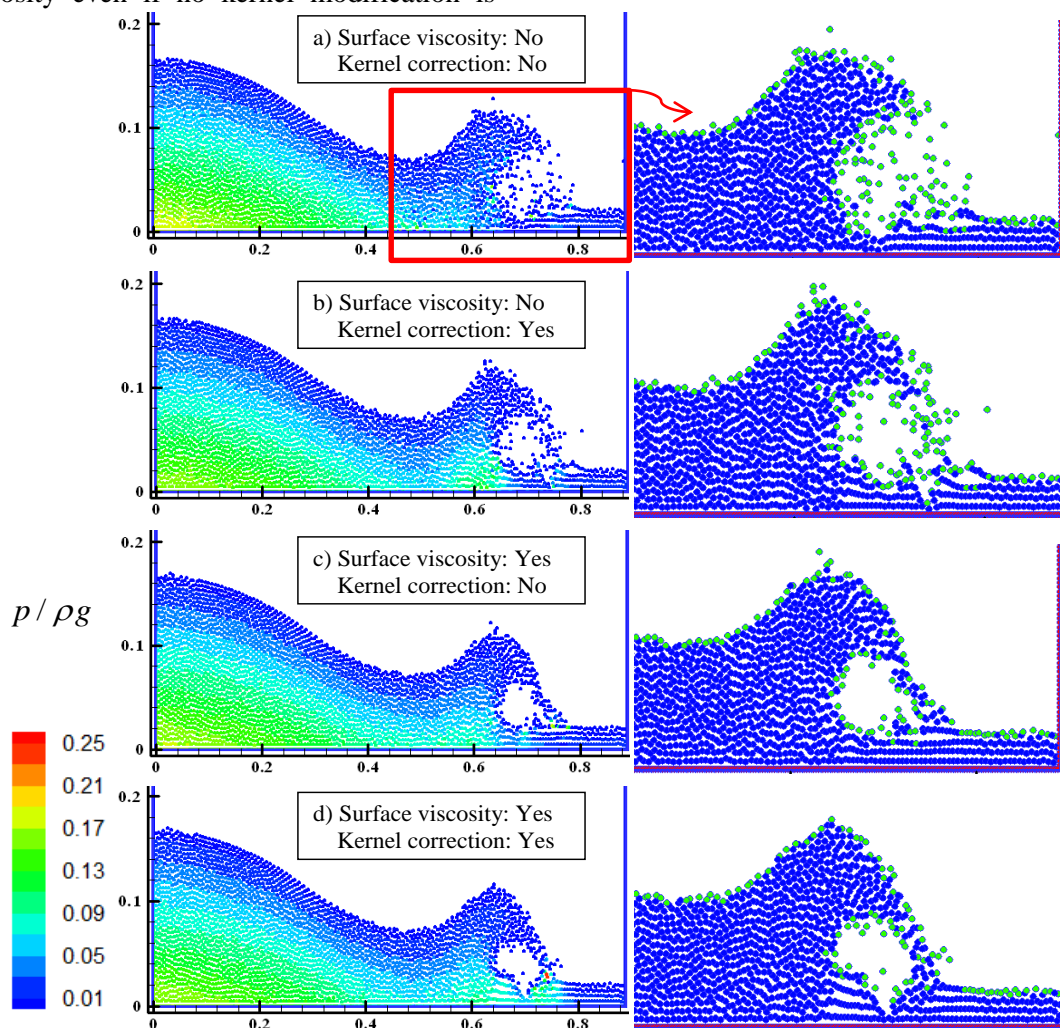 osity even if no kernel modification is
a) Surface viscosity: No
Kernel correction: No
0.2
0.1
0
0 0.2 0.4 0.6 0.8
b) Surface viscosity: No
Kernel correction: Yes
0.2
0.1
0
0 0.2 0.4 0.6 0.8
c) Surface viscosity: Yes
Kernel correction: No
0.2
0.1
0
0 0.2 0.4 0.6 0.8
p / ρg
0.25
0.21
0.17
0.13
0.09
0.05
0.01
d) Surface viscosity: Yes
Kernel correction: Yes
0.2
0.1
0
0 0.2 0.4 0.6 0.8